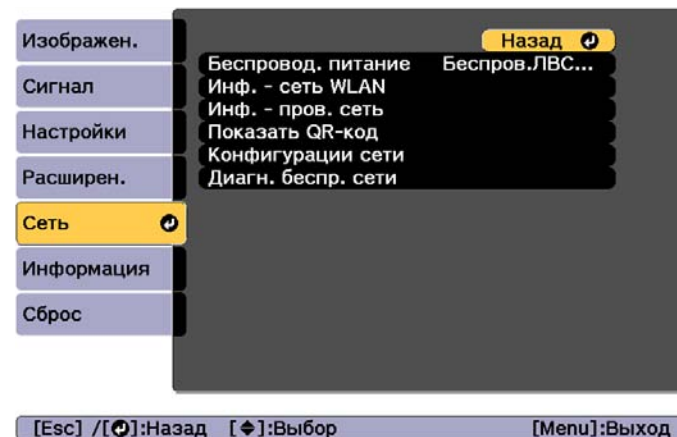 Изображен.
Сигнал
Настройки
Расширен.
Сеть
Информация
Сброс
Назад
Беспровод. питание Беспров.ЛВС...
Инф. - сеть WLAN
Инф. - пров. сеть
Показать QR-код
Конфигурации сети
Диагн. беспр. сети
[Esc] /[⏎]:Назад [◆]:Выбор [Menu]:Выход